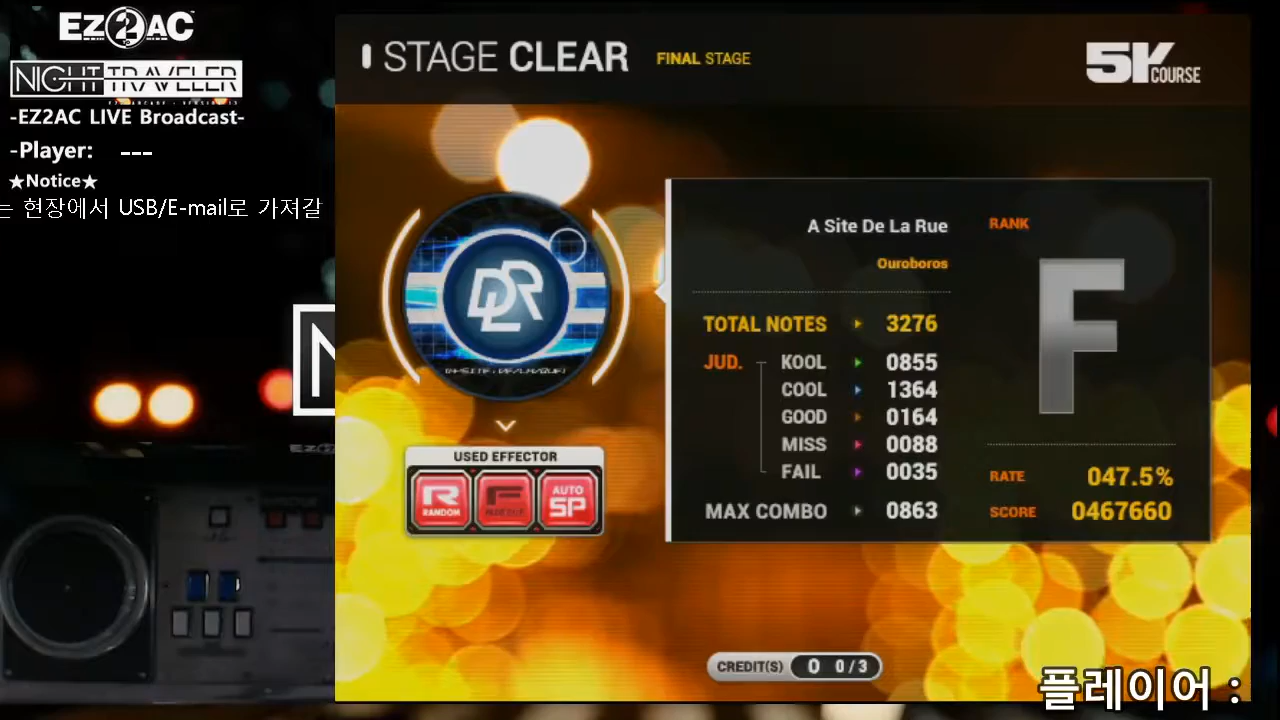 EZ2AC
NIGHT TRAVELER
-EZ2AC LIVE Broadcast-
-Player: ---
★Notice★
는 현장에서 USB/E-mail로 가져갈
STAGE CLEAR
FINAL STAGE
5K COURSE
A Site De La Rue
Ouroboros
TOTAL NOTES 3276
JUD.
KOOL 0855
COOL 1364
GOOD 0164
MISS 0088
FAIL 0035
MAX COMBO 0863
RANK
F
RATE 047.5%
SCORE 0467660
DLR
USED EFFECTOR
R RANDOM
F
AUTO SP
CREDIT(S) 0 0/3
플레이어 :